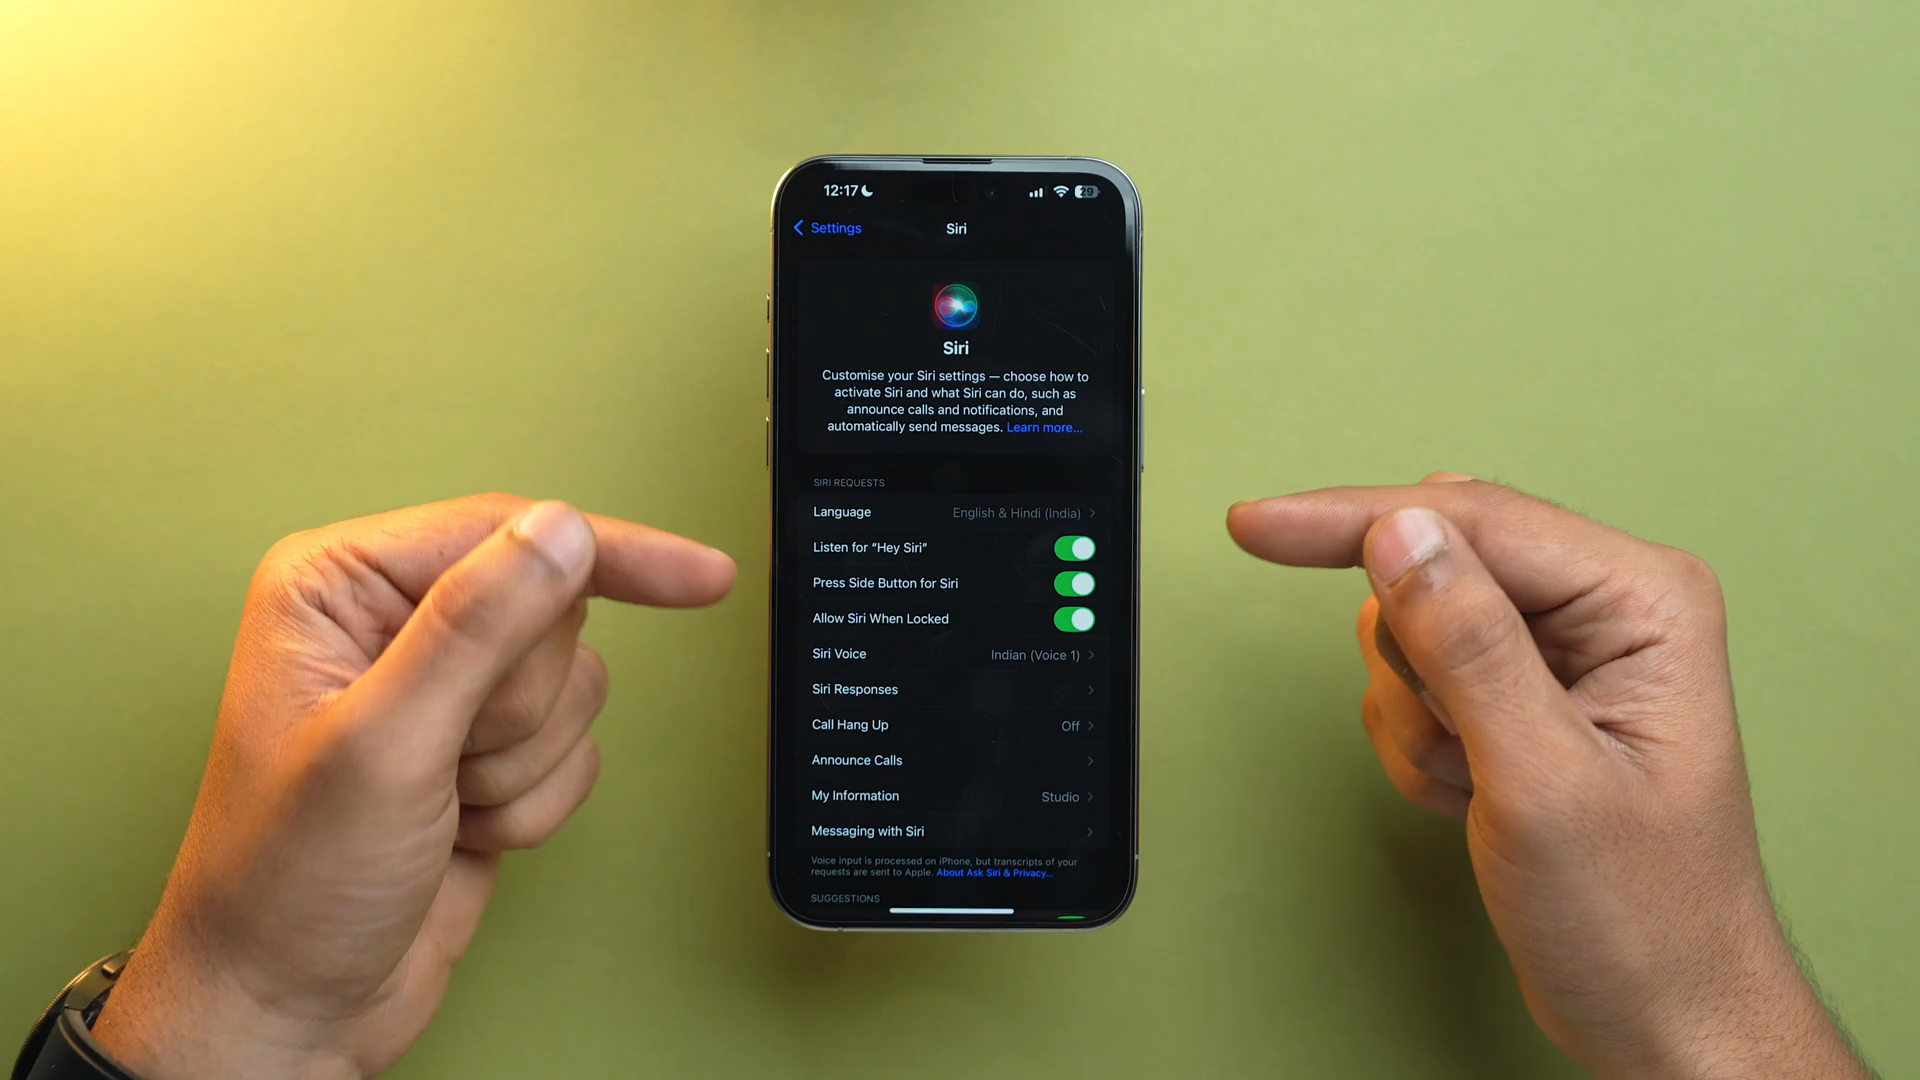 12:17 29
Settings Siri
Siri
Customise your Siri settings — choose how to
activate Siri and what Siri can do, such as
announce calls and notifications, and
automatically send messages. Learn more...
SIRI REQUESTS
Language English & Hindi (India)
Listen for “Hey Siri”
Press Side Button for Siri
Allow Siri When Locked
Siri Voice Indian (Voice 1)
Siri Responses
Call Hang Up Off
Announce Calls
My Information Studio
Messaging with Siri
Voice input is processed on iPhone, but transcripts of your
requests are sent to Apple. About Ask Siri & Privacy...
SUGGESTIONS